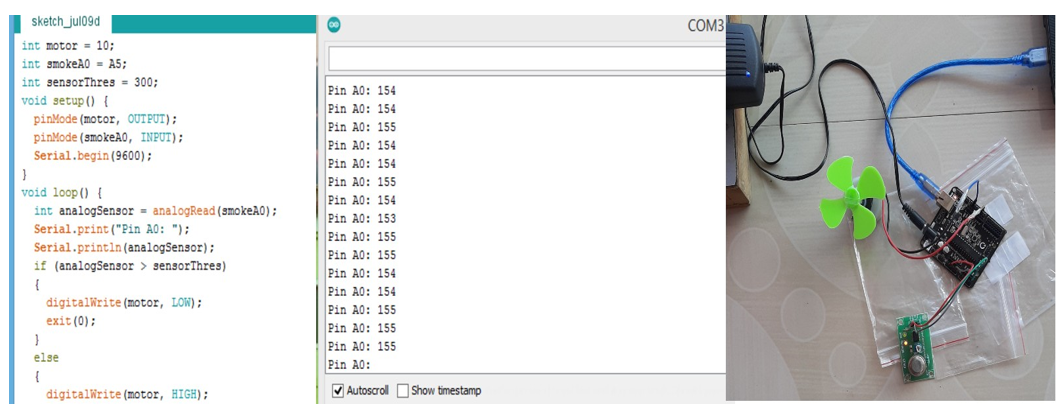 sketch_jul09d
int motor = 10;
int smokeA0 = A5;
int sensorThres = 300;
void setup() {
pinMode(motor, OUTPUT);
pinMode(smokeA0, INPUT);
Serial.begin(9600);
}
void loop() {
int analogSensor = analogRead(smokeA0);
Serial.print("Pin A0: ");
Serial.println(analogSensor);
if (analogSensor > sensorThres)
{
digitalWrite(motor, LOW);
exit(0);
}
else
{
digitalWrite(motor, HIGH);
COM3
Pin A0: 154
Pin A0: 154
Pin A0: 155
Pin A0: 154
Pin A0: 154
Pin A0: 155
Pin A0: 154
Pin A0: 153
Pin A0: 155
Pin A0: 155
Pin A0: 154
Pin A0: 154
Pin A0: 155
Pin A0: 155
Pin A0: 155
Pin A0:
Autoscroll Show timestamp